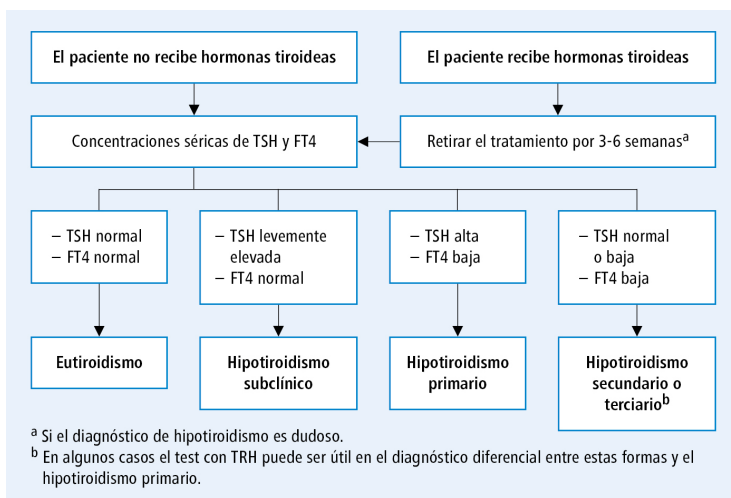 El paciente no recibe hormonas tiroideas
El paciente recibe hormonas tiroideas
Concentraciones séricas de TSH y FT4
Retirar el tratamiento por 3-6 semanasª
– TSH normal
– FT4 normal
– TSH levemente
elevada
– FT4 normal
– TSH alta
– FT4 baja
– TSH normal
o baja
– FT4 baja
Eutiroidismo
Hipotiroidismo
subclínico
Hipotiroidismo
primario
Hipotiroidismo
secundario o
terciarioᵇ
ª Si el diagnóstico de hipotiroidismo es dudoso.
ᵇ En algunos casos el test con TRH puede ser útil en el diagnóstico diferencial entre estas formas y el
hipotiroidismo primario.